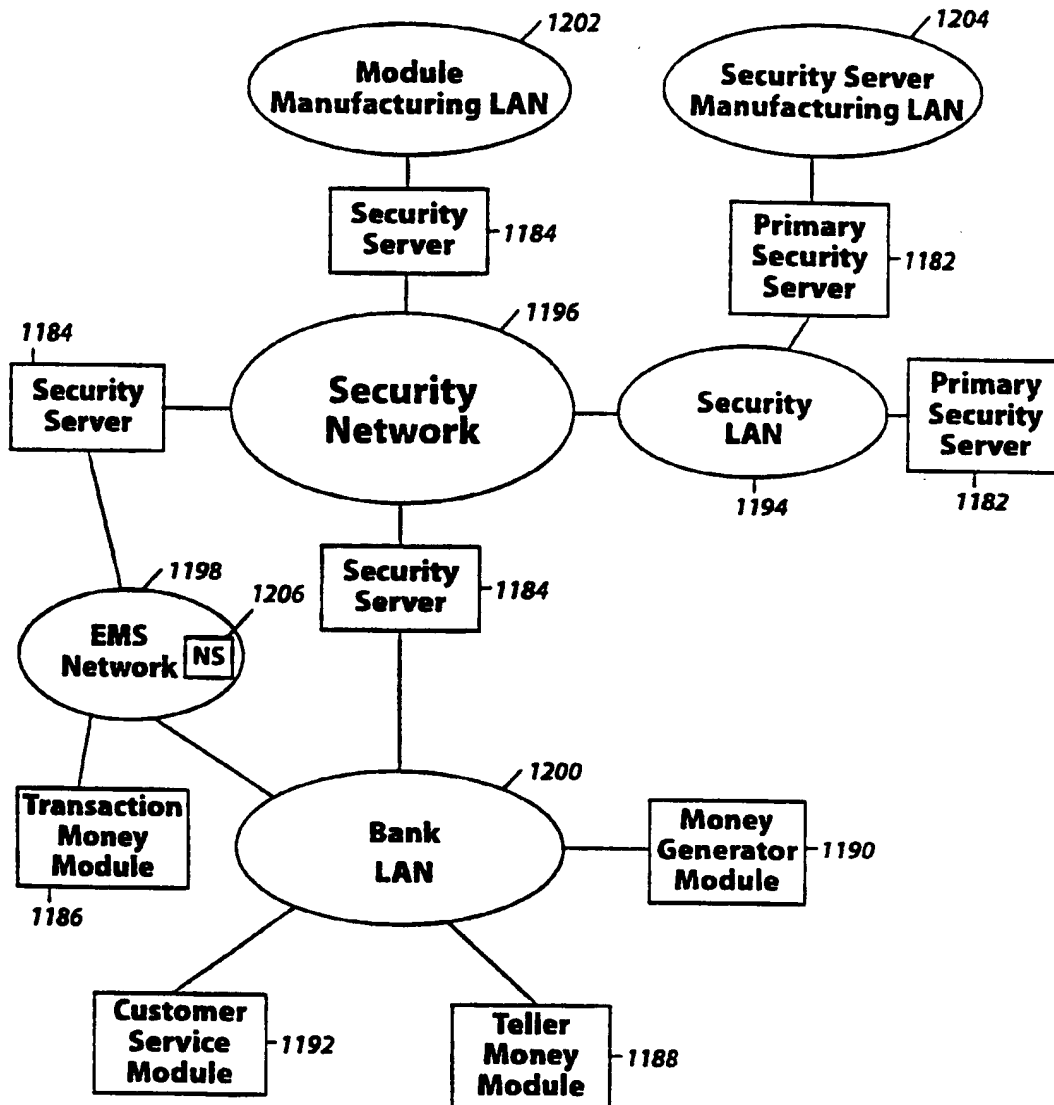 1202
Module
Manufacturing LAN
1204
Security Server
Manufacturing LAN
Security
Server
1184
Primary
Security
Server
1182
1196
Security
Network
1184
Security
Server
Security
LAN
1194
Primary
Security
Server
1182
Security
Server
1184
1198
1206
EMS
Network
NS
Transaction
Money
Module
1186
1200
Bank
LAN
Money
Generator
Module
1190
Customer
Service
Module
1192
Teller
Money
Module
1188